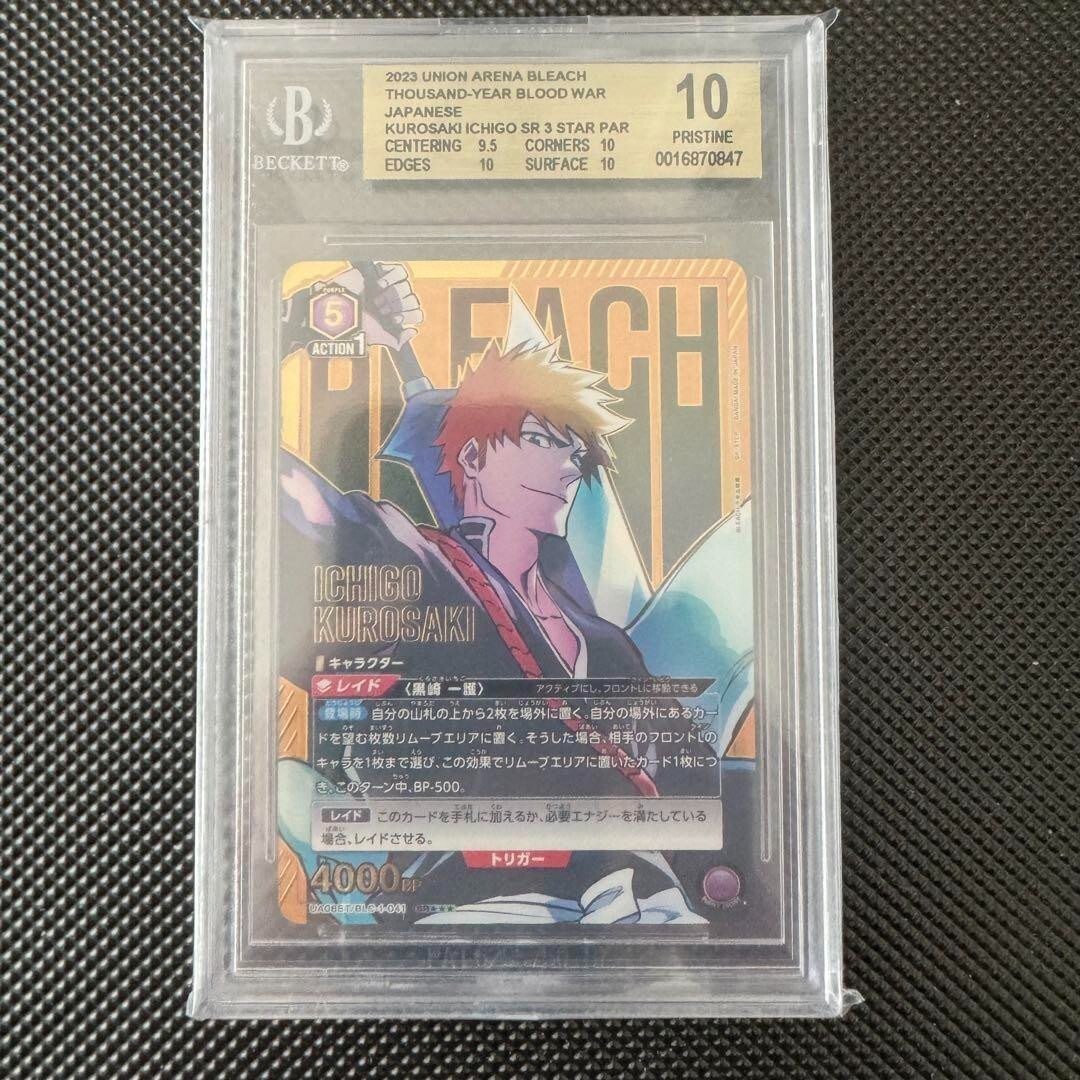 2023 UNION ARENA BLEACH
THOUSAND-YEAR BLOOD WAR
JAPANESE
KUROSAKI ICHIGO SR 3 STAR PAR
CENTERING 9.5 CORNERS 10
EDGES 10 SURFACE 10
10
PRISTINE
0016870847
B
BECKETT®
PURPLE
5
ACTION 1
BLEACH
ICHIGO
KUROSAKI
キャラクター
レイド 〈黒崎 一護〉 アクティブにし、フロントLに移動できる
登場時 自分の山札の上から2枚を場外に置く。自分の場外にあるカー
ドを望む枚数リムーブエリアに置く。そうした場合、相手のフロントLの
キャラを1枚まで選び、この効果でリムーブエリアに置いたカード1枚につ
き、このターン中、BP-500。
レイド このカードを手札に加えるか、必要エナジーを満たしている
場合、レイドさせる。
トリガー
4000BP
UA06BT/BLC-1-041 SR★★★